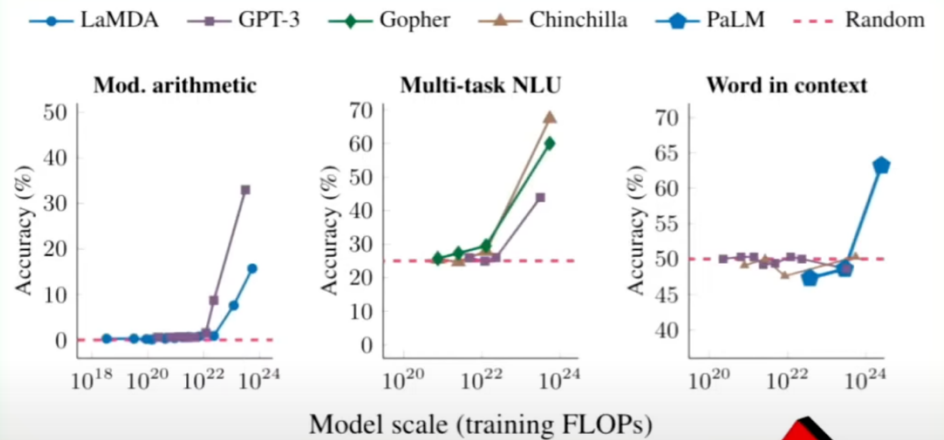 LaMDA GPT-3 Gopher Chinchilla PaLM Random
Mod. arithmetic
Accuracy (%)
50
40
30
20
10
0
10¹⁸ 10²⁰ 10²² 10²⁴
Multi-task NLU
Accuracy (%)
70
60
50
40
30
20
10
0
10²⁰ 10²² 10²⁴
Word in context
Accuracy (%)
70
65
60
55
50
45
40
10²⁰ 10²² 10²⁴
Model scale (training FLOPs)